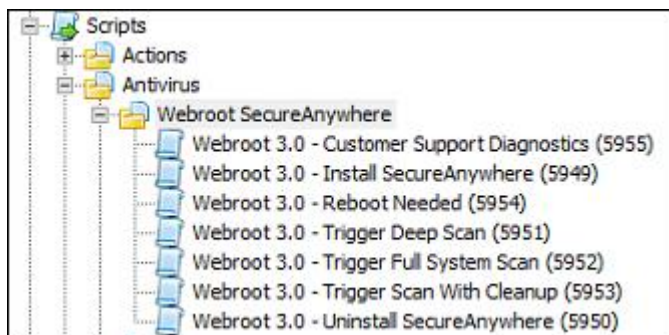 Scripts
Actions
Antivirus
Webroot SecureAnywhere
Webroot 3.0 - Customer Support Diagnostics (5955)
Webroot 3.0 - Install SecureAnywhere (5949)
Webroot 3.0 - Reboot Needed (5954)
Webroot 3.0 - Trigger Deep Scan (5951)
Webroot 3.0 - Trigger Full System Scan (5952)
Webroot 3.0 - Trigger Scan With Cleanup (5953)
Webroot 3.0 - Uninstall SecureAnywhere (5950)